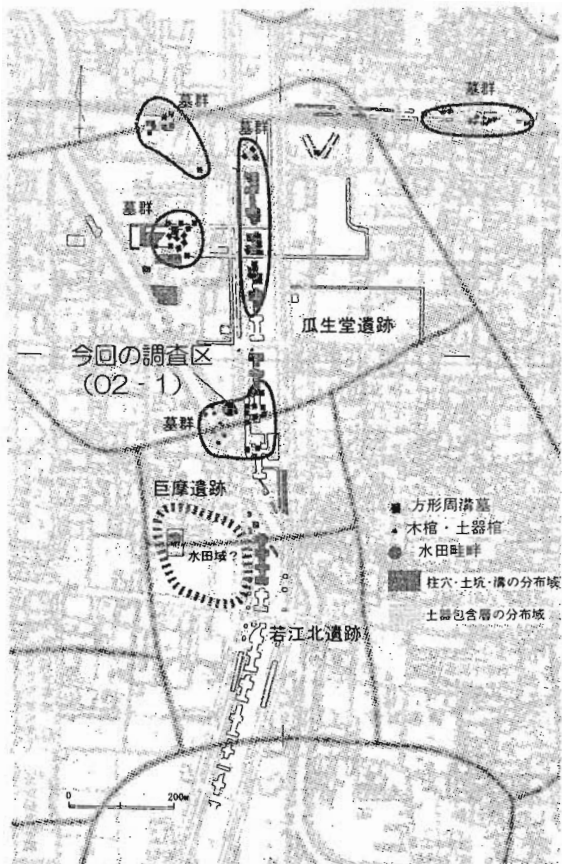 墓群
墓群
墓群
墓群
瓜生堂遺跡
今回の調査区
(02-1)
墓群
巨摩遺跡
水田域?
方形周溝墓
木棺・土器棺
水田畦畔
柱穴・土坑・溝の分布域
土器包含層の分布域
若江北遺跡
0 200m